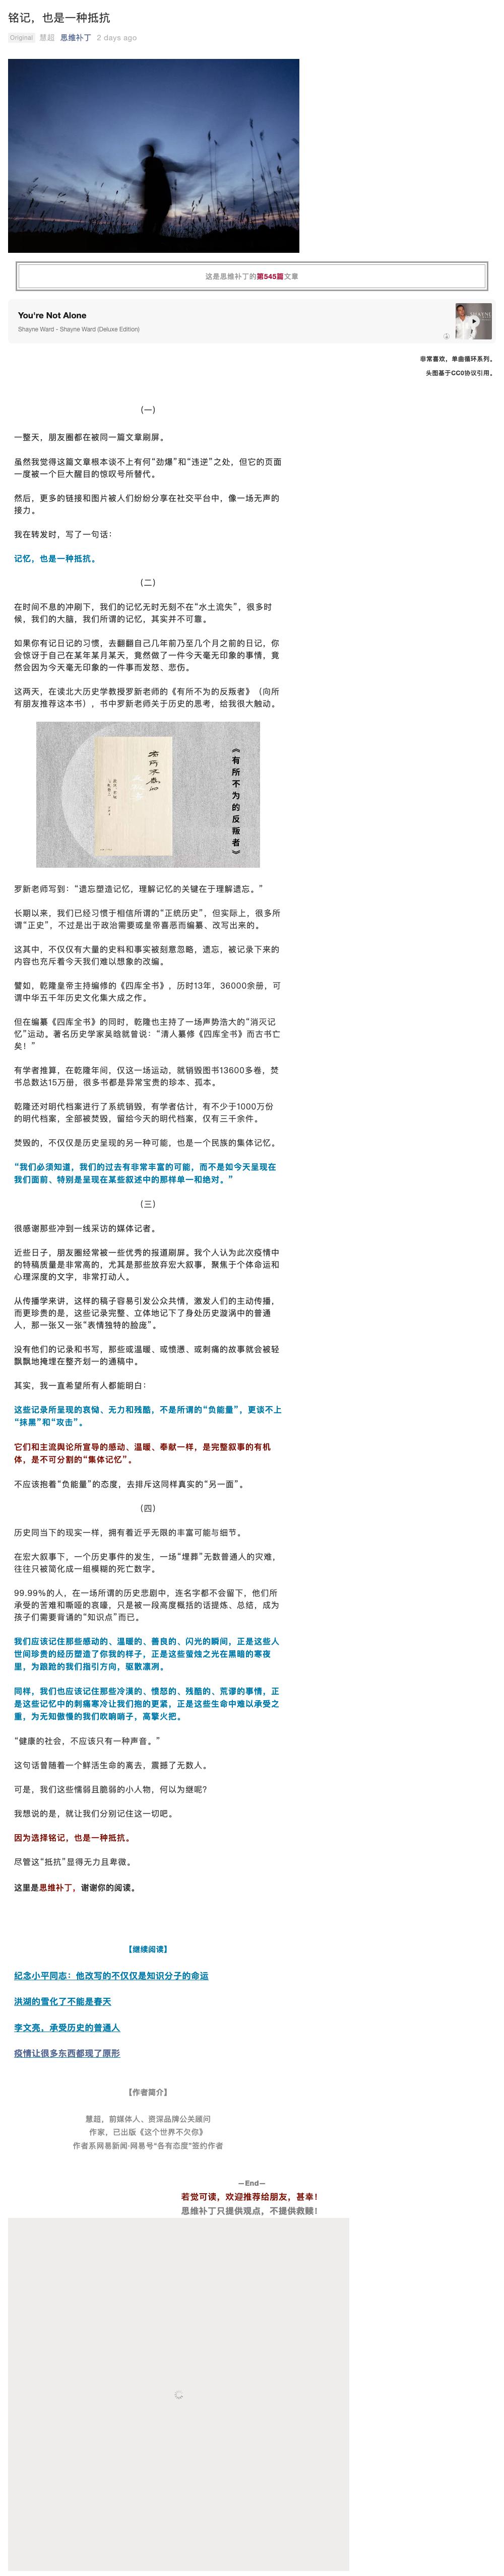 铭记，也是一种抵抗
Original 慧超 思维补丁 2 days ago
这是思维补丁的第545篇文章
You're Not Alone
Shayne Ward - Shayne Ward (Deluxe Edition)
非常喜欢，单曲循环系列。
头图基于CC0协议引用。
（一）
一整天，朋友圈都在被同一篇文章刷屏。
虽然我觉得这篇文章根本谈不上有何“劲爆”和“违逆”之处，但它的页面
一度被一个巨大醒目的惊叹号所替代。
然后，更多的链接和图片被人们纷纷分享在社交平台中，像一场无声的
接力。
我在转发时，写了一句话：
记忆，也是一种抵抗。
（二）
在时间不息的冲刷下，我们的记忆无时无刻不在“水土流失”，很多时
候，我们的大脑，我们所谓的记忆，其实并不可靠。
如果你有记日记的习惯，去翻翻自己几年前乃至几个月之前的日记，你
会惊讶于自己在某年某月某天，竟然做了一件今天毫无印象的事情，竟
然会因为今天毫无印象的一件事而发怒、悲伤。
这两天，在读北大历史学教授罗新老师的《有所不为的反叛者》（向所
有朋友推荐这本书），书中罗新老师关于历史的思考，给我很大触动。
有所不为的
《有所不为的反叛者》
罗新老师写到：“遗忘塑造记忆，理解记忆的关键在于理解遗忘。”
长期以来，我们已经习惯于相信所谓的“正统历史”，但实际上，很多所
谓“正史”，不过是出于政治需要或皇帝喜恶而编纂、改写出来的。
这其中，不仅仅有大量的史料和事实被刻意忽略，遗忘，被记录下来的
内容也充斥着今天我们难以想象的改编。
譬如，乾隆皇帝主持编修的《四库全书》，历时13年，36000余册，可
谓中华五千年历史文化集大成之作。
但在编纂《四库全书》的同时，乾隆也主持了一场声势浩大的“消灭记
忆”运动。著名历史学家吴晗就曾说：“清人纂修《四库全书》而古书亡
矣！”
有学者推算，在乾隆年间，仅这一场运动，就销毁图书13600多卷，焚
书总数达15万册，很多书都是异常宝贵的珍本、孤本。
乾隆还对明代档案进行了系统销毁，有学者估计，有不少于1000万份
的明代档案，全部被焚毁，留给今天的明代档案，仅有三千余件。
焚毁的，不仅仅是历史呈现的另一种可能，也是一个民族的集体记忆。
“我们必须知道，我们的过去有非常丰富的可能，而不是如今天呈现在
我们面前、特别是呈现在某些叙述中的那样单一和绝对。”
（三）
很感谢那些冲到一线采访的媒体记者。
近些日子，朋友圈经常被一些优秀的报道刷屏。我个人认为此次疫情中
的特稿质量是非常高的，尤其是那些放弃宏大叙事，聚焦于个体命运和
心理深度的文字，非常打动人。
从传播学来讲，这样的稿子容易引发公众共情，激发人们的主动传播，
而更珍贵的是，这些记录完整、立体地记下了身处历史漩涡中的普通
人，那一张又一张“表情独特的脸庞”。
没有他们的记录和书写，那些或温暖、或愤懑、或刺痛的故事就会被轻
飘飘地掩埋在整齐划一的通稿中。
其实，我一直希望所有人都能明白：
这些记录所呈现的哀恸、无力和残酷，不是所谓的“负能量”，更谈不上
“抹黑”和“攻击”。
它们和主流舆论所宣导的感动、温暖、奉献一样，是完整叙事的有机
体，是不可分割的“集体记忆”。
不应该抱着“负能量”的态度，去排斥这同样真实的“另一面”。
（四）
历史同当下的现实一样，拥有着近乎无限的丰富可能与细节。
在宏大叙事下，一个历史事件的发生，一场“埋葬”无数普通人的灾难，
往往只被简化成一组模糊的死亡数字。
99.99%的人，在一场所谓的历史悲剧中，连名字都不会留下，他们所
承受的苦难和嘶哑的哀嚎，只是被一段高度概括的话提炼、总结，成为
孩子们需要背诵的“知识点”而已。
我们应该记住那些感动的、温暖的、善良的、闪光的瞬间，正是这些人
世间珍贵的经历塑造了你我的样子，正是这些萤烛之光在黑暗的寒夜
里，为踉跄的我们指引方向，驱散凛冽。
同样，我们也应该记住那些冷漠的、愤怒的、残酷的、荒谬的事情，正
是这些记忆中的刺痛寒冷让我们抱的更紧，正是这些生命中难以承受之
重，为无知傲慢的我们吹响哨子，高擎火把。
“健康的社会，不应该只有一种声音。”
这句话曾随着一个鲜活生命的离去，震撼了无数人。
可是，我们这些懦弱且脆弱的小人物，何以为继呢？
我想说的是，就让我们分别记住这一切吧。
因为选择铭记，也是一种抵抗。
尽管这“抵抗”显得无力且卑微。
这里是思维补丁，谢谢你的阅读。
【继续阅读】
纪念小平同志：他改写的不仅仅是知识分子的命运
洪湖的雪化了不能是春天
李文亮，承受历史的普通人
疫情让很多东西都现了原形
【作者简介】
慧超，前媒体人、资深品牌公关顾问
作家，已出版《这个世界不欠你》
作者系网易新闻·网易号“各有态度”签约作者
—End—
若觉可读，欢迎推荐给朋友，甚幸！
思维补丁只提供观点，不提供救赎！